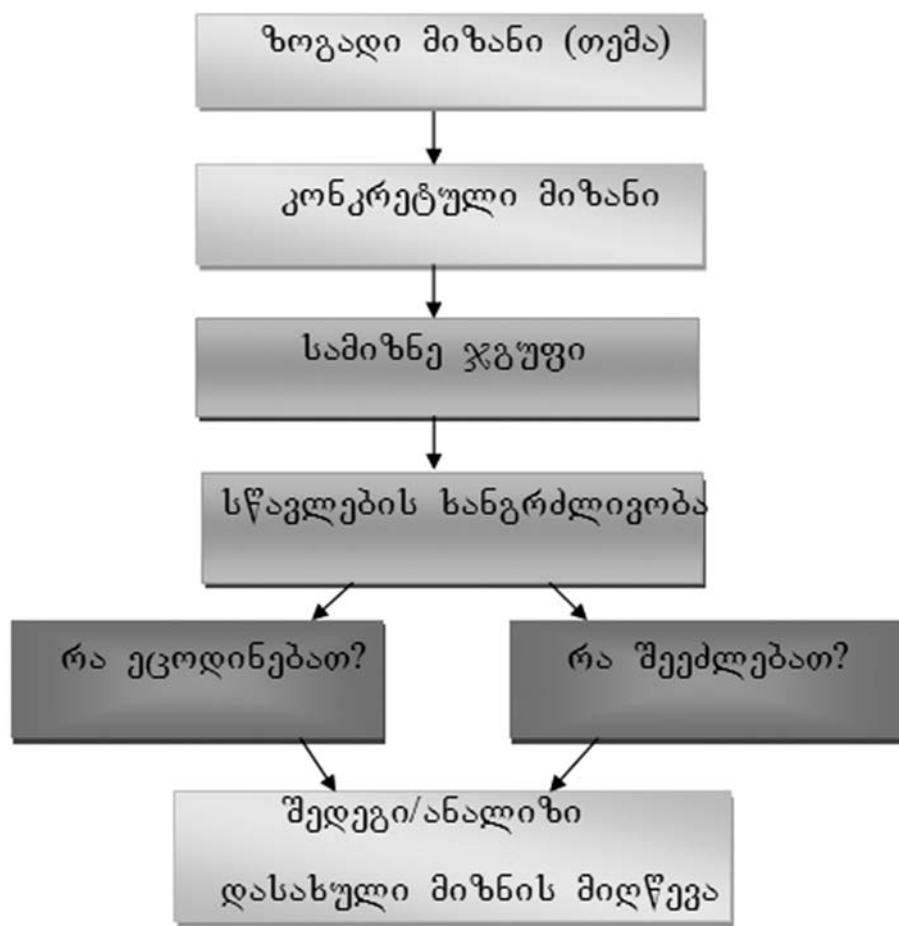 ზოგადი მიზანი (თემა)
კონკრეტული მიზანი
სამიზნე ჯგუფი
სწავლების ხანგრძლივობა
რა ეცოდინებათ?
რა შეეძლებათ?
შედეგი/ანალიზი
დასახული მიზნის მიღწევა